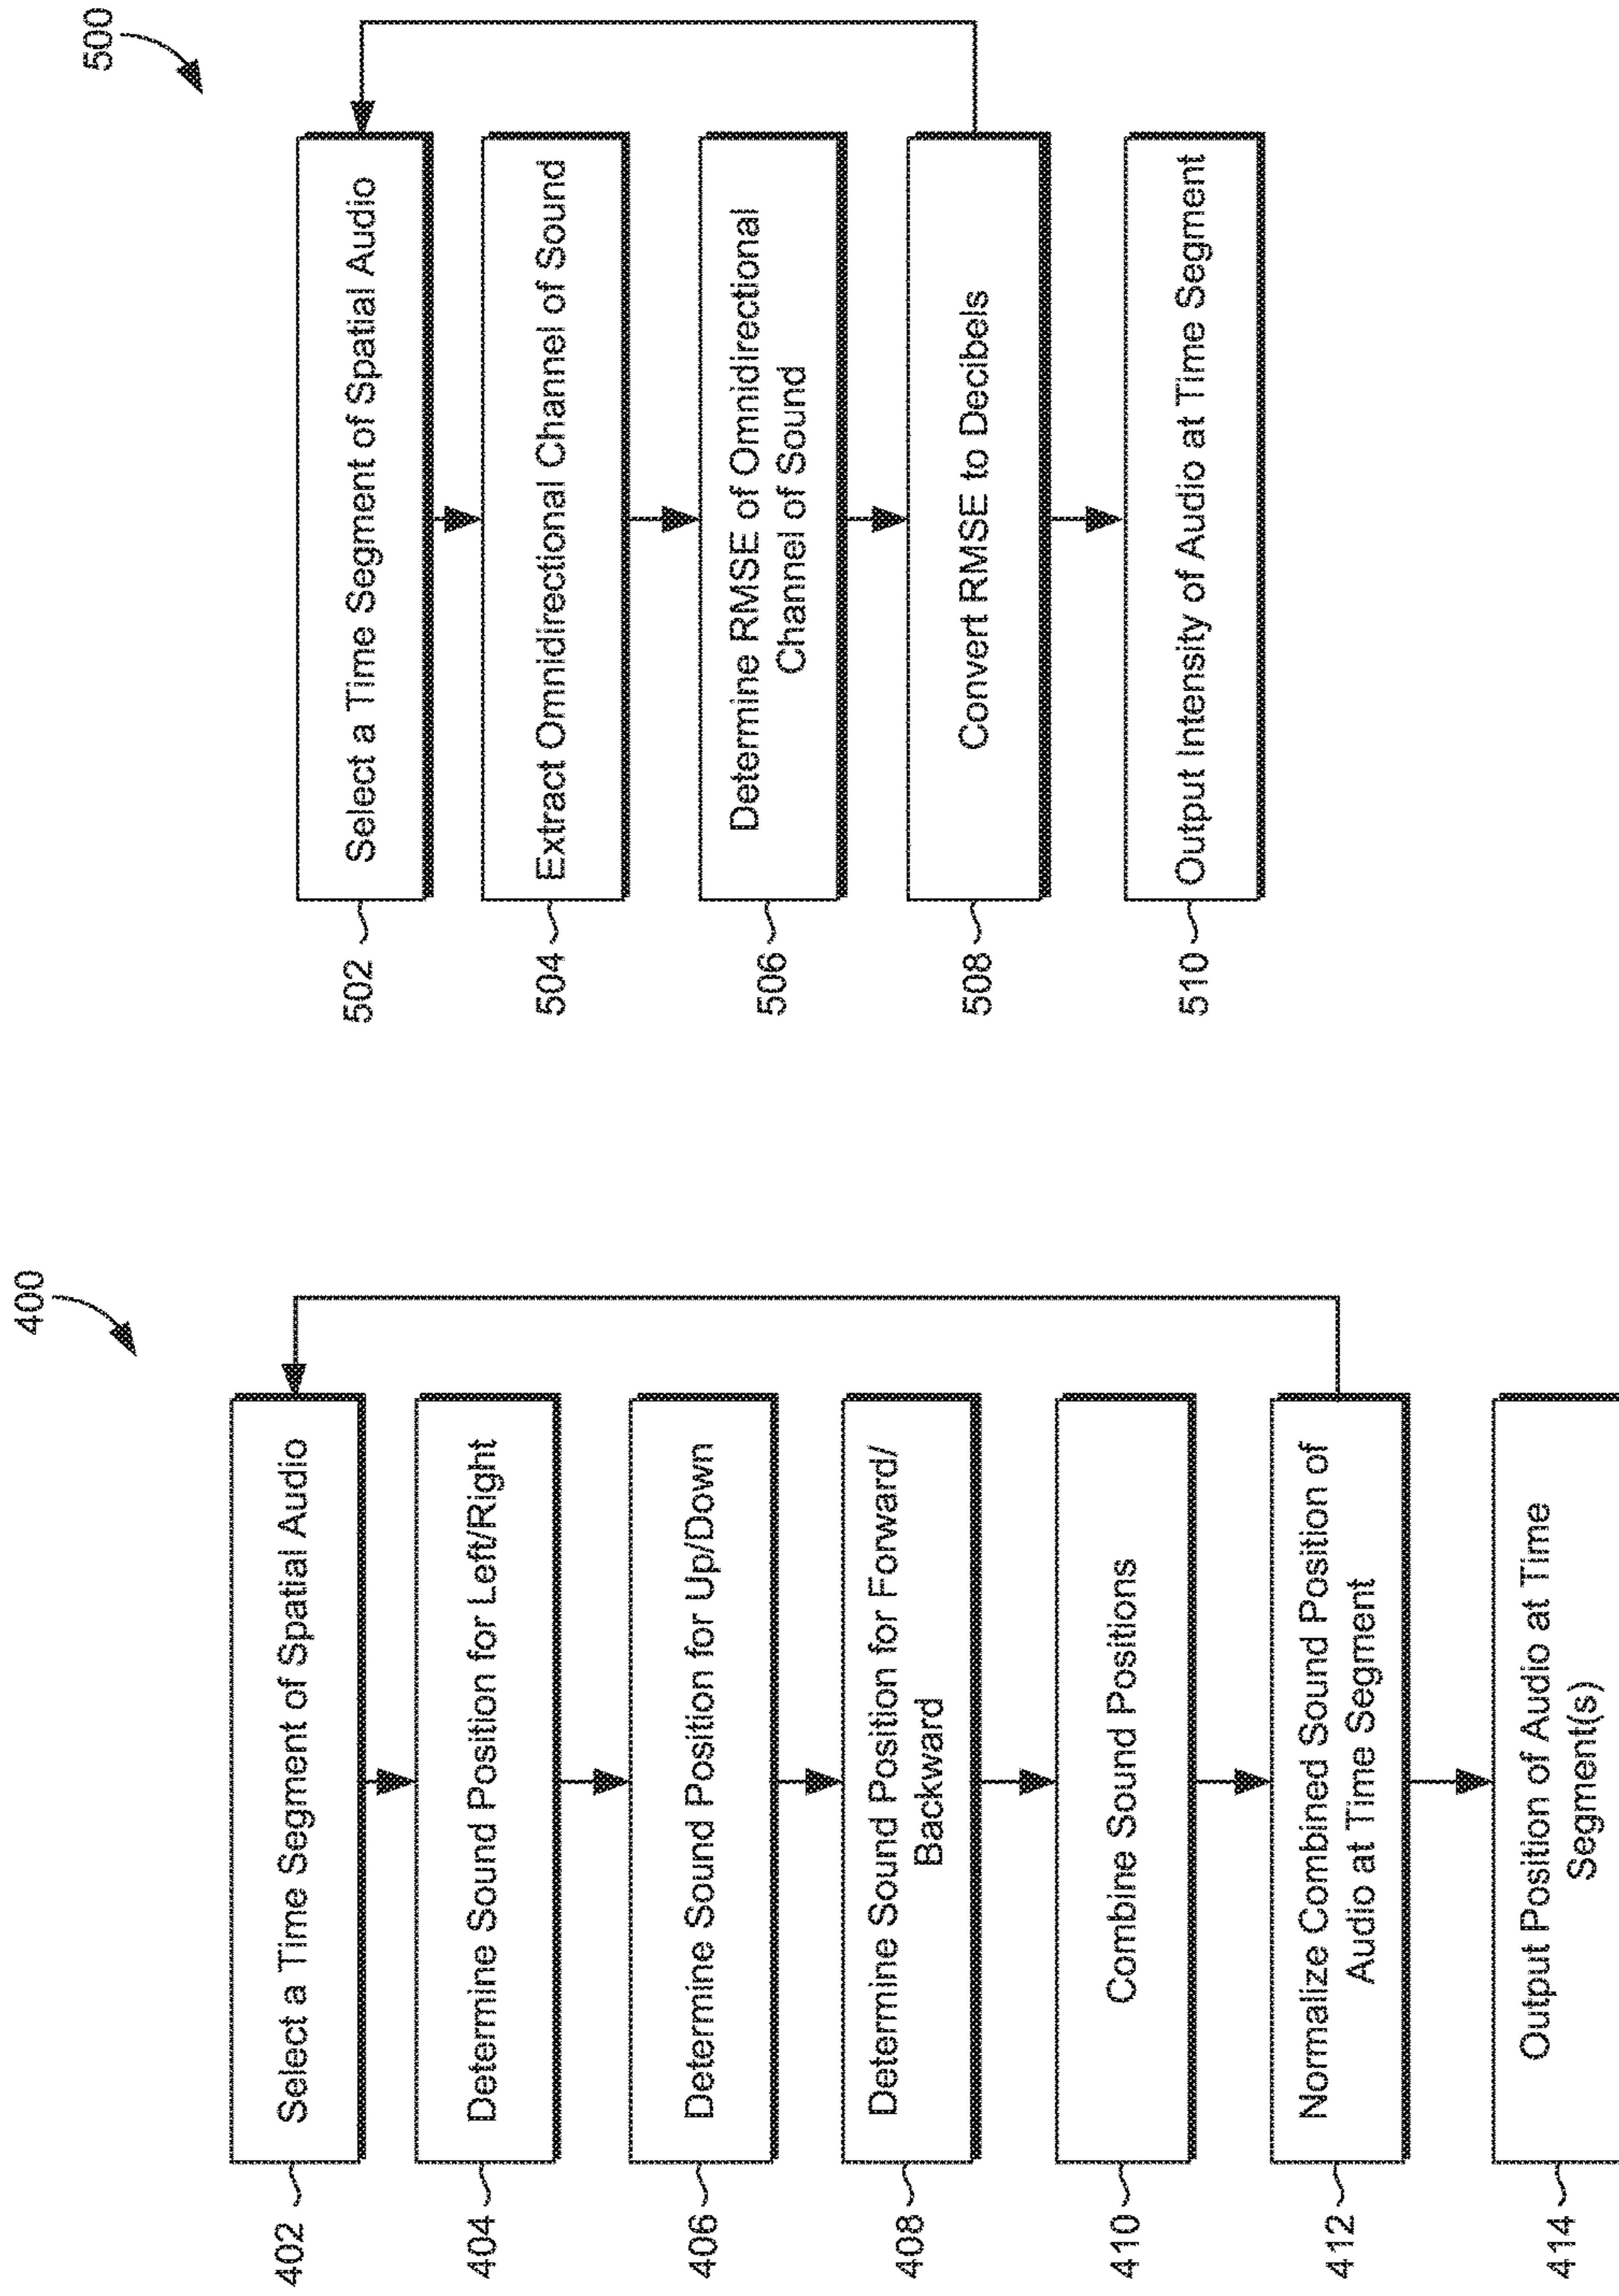 400
402
Select a Time Segment of Spatial Audio
404
Determine Sound Position for Left/Right
406
Determine Sound Position for Up/Down
408
Determine Sound Position for Forward/
Backward
410
Combine Sound Positions
412
Normalize Combined Sound Position of
Audio at Time Segment
414
Output Position of Audio at Time
Segment(s)
500
502
Select a Time Segment of Spatial Audio
504
Extract Omnidirectional Channel of Sound
506
Determine RMSE of Omnidirectional
Channel of Sound
508
Convert RMSE to Decibels
510
Output Intensity of Audio at Time Segment